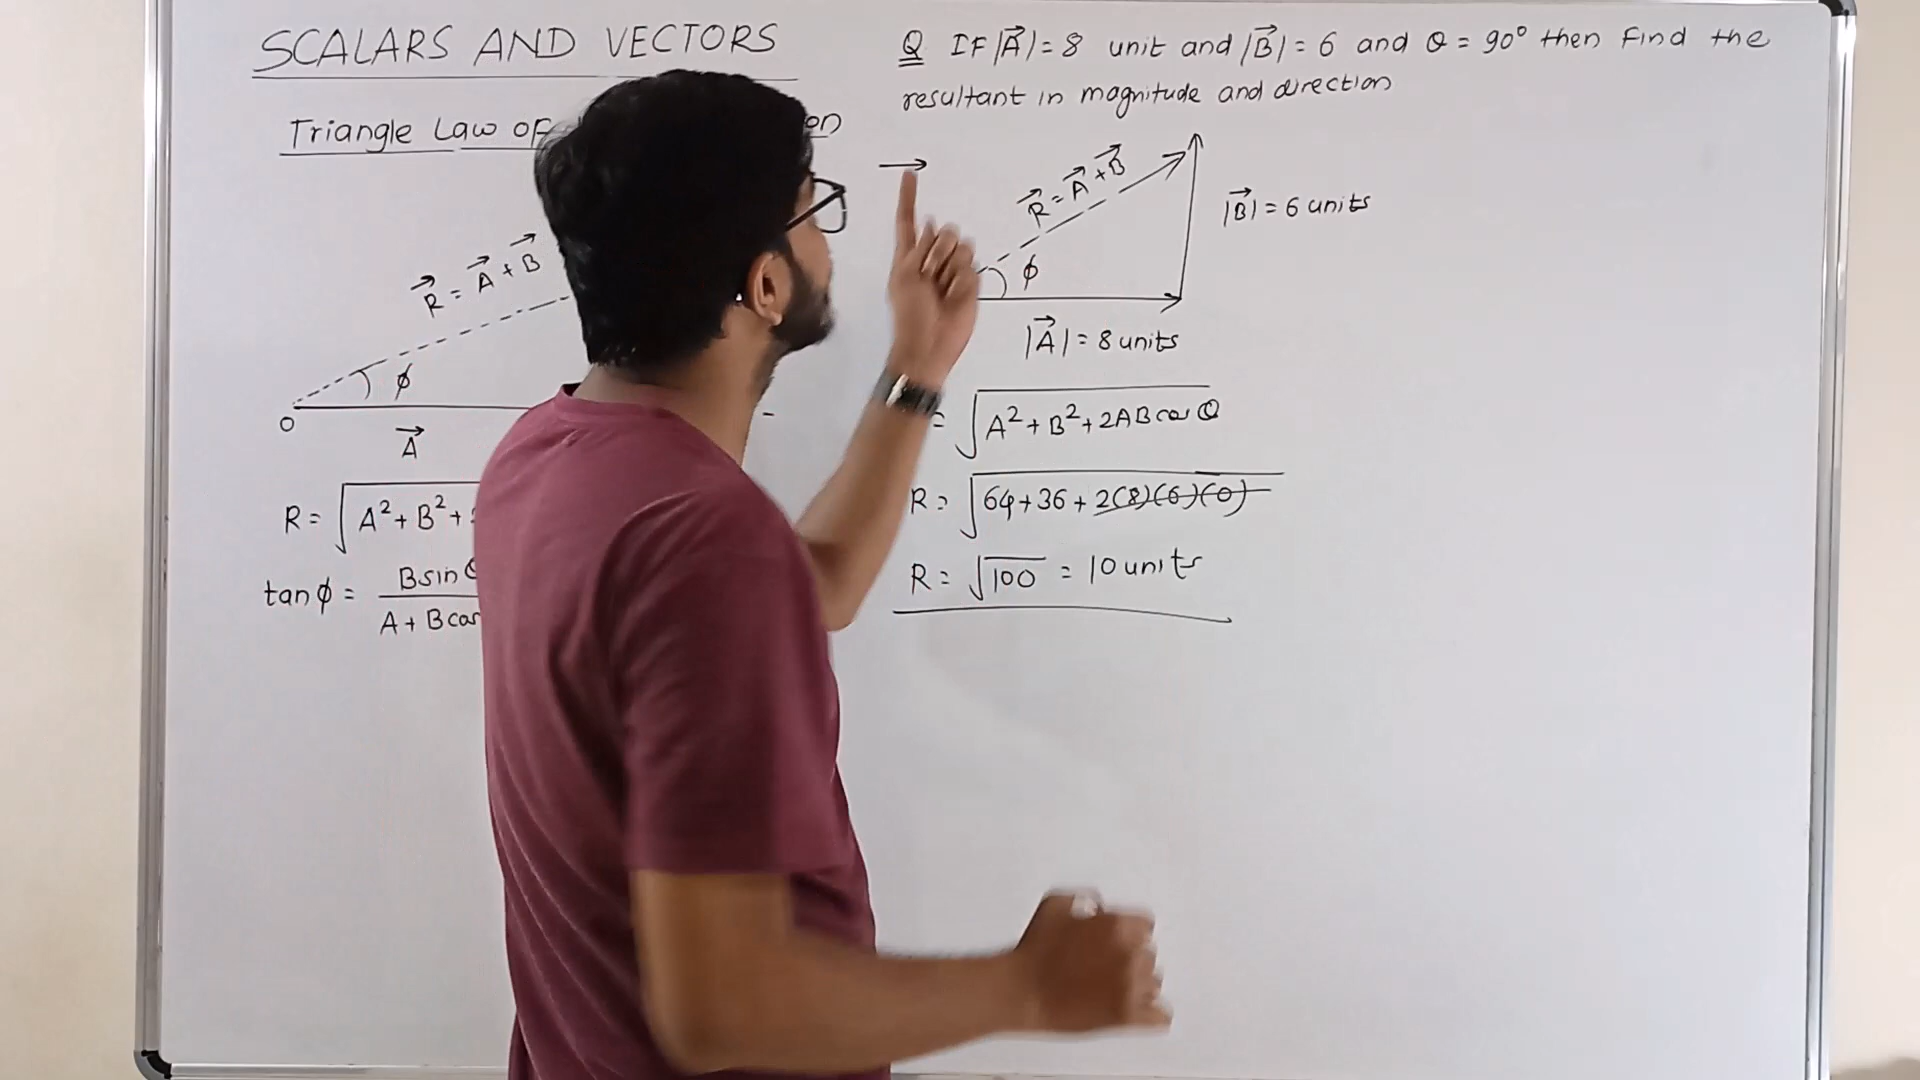 SCALARS AND VECTORS
Triangle Law of
R⃗ = A⃗ + B⃗
ϕ
O
A⃗
R = √A² + B² +
tanϕ = Bsin
A + Bcos
Q IF |A⃗| = 8 unit and |B⃗| = 6 and θ = 90° then Find the
resultant in magnitude and direction
R⃗ = A⃗ + B⃗
|B⃗| = 6 units
ϕ
|A⃗| = 8 units
= √A² + B² + 2AB cos θ
R = √64 + 36 + 2(8)(6)(0)
R = √100 = 10 units